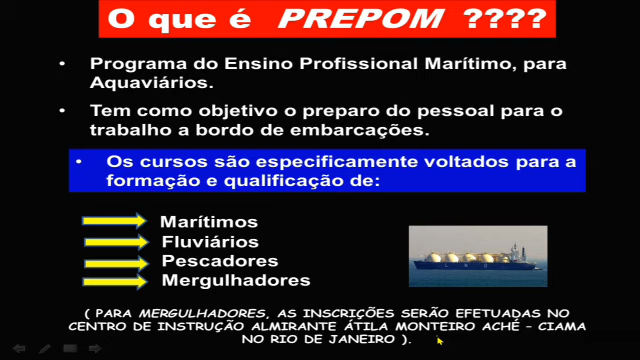 O que é PREPOM ????
• Programa do Ensino Profissional Marítimo, para
Aquaviários.
• Tem como objetivo o preparo do pessoal para o
trabalho a bordo de embarcações.
• Os cursos são especificamente voltados para a
formação e qualificação de:
Marítimos
Fluviários
Pescadores
Mergulhadores
LNG
( PARA MERGULHADORES, AS INSCRIÇÕES SERÃO EFETUADAS NO
CENTRO DE INSTRUÇÃO ALMIRANTE ÁTILA MONTEIRO ACHÉ – CIAMA
NO RIO DE JANEIRO ).